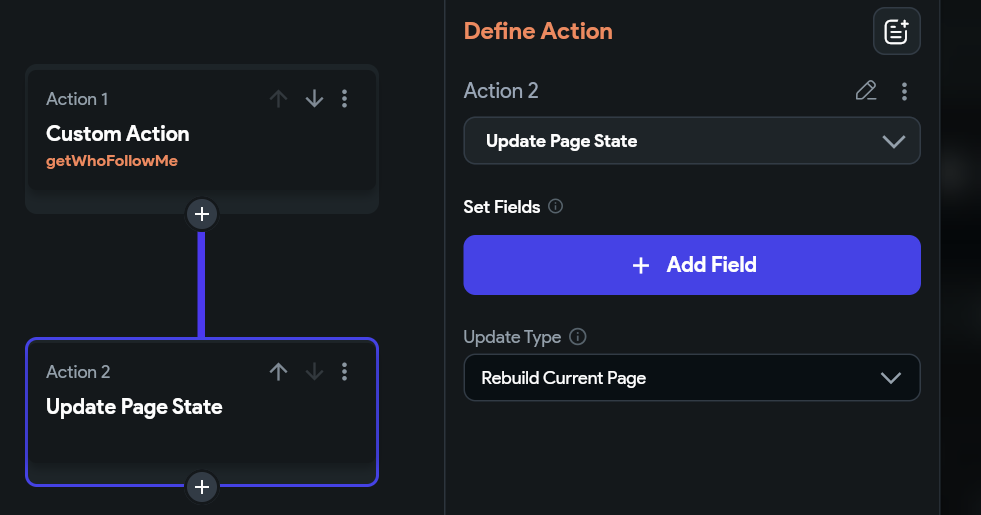 Action 1
Custom Action
getWhoFollowMe
Action 2
Update Page State
Define Action
Action 2
Update Page State
Set Fields
Add Field
Update Type
Rebuild Current Page